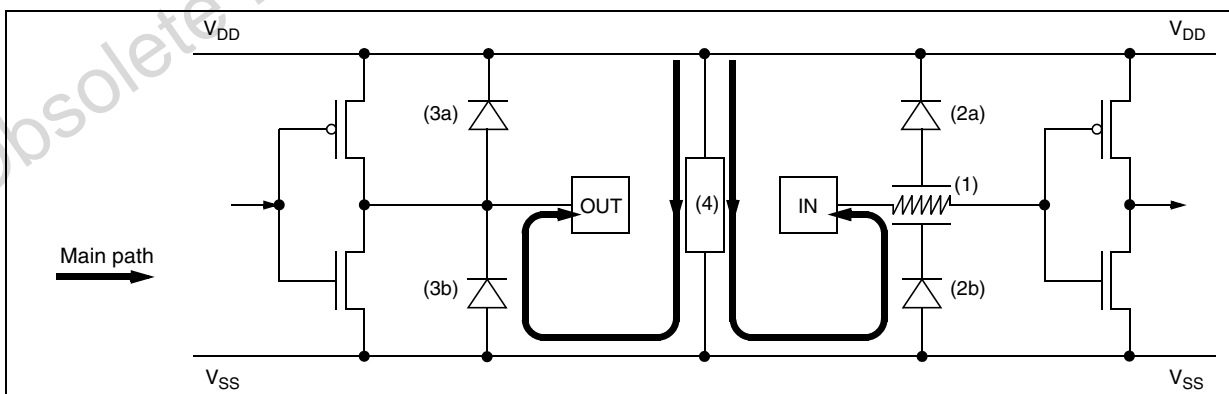 obsolete
V_DD V_DD
(3a) (2a)
(1)
OUT (4) IN
Main path
(3b) (2b)
V_SS V_SS